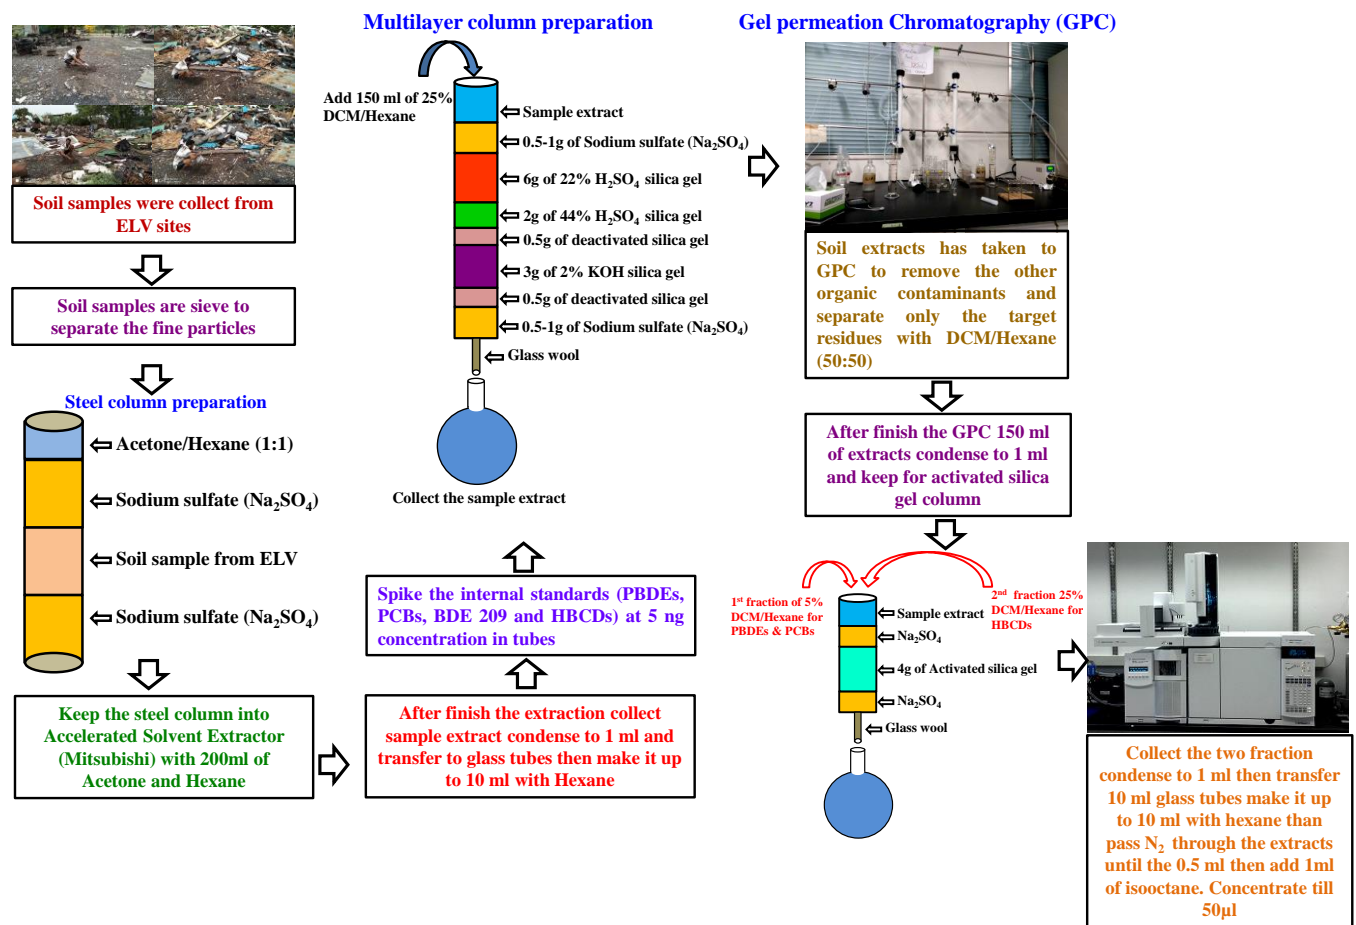 Soil samples were collect from
ELV sites
Soil samples are sieve to
separate the fine particles
Steel column preparation
Acetone/Hexane (1:1)
Sodium sulfate (Na₂SO₄)
Soil sample from ELV
Sodium sulfate (Na₂SO₄)
Keep the steel column into
Accelerated Solvent Extractor
(Mitsubishi) with 200ml of
Acetone and Hexane
After finish the extraction collect
sample extract condense to 1 ml and
transfer to glass tubes then make it up
to 10 ml with Hexane
Spike the internal standards (PBDEs,
PCBs, BDE 209 and HBCDs) at 5 ng
concentration in tubes
Multilayer column preparation
Add 150 ml of 25%
DCM/Hexane
Sample extract
0.5-1g of Sodium sulfate (Na₂SO₄)
6g of 22% H₂SO₄ silica gel
2g of 44% H₂SO₄ silica gel
0.5g of deactivated silica gel
3g of 2% KOH silica gel
0.5g of deactivated silica gel
0.5-1g of Sodium sulfate (Na₂SO₄)
Glass wool
Collect the sample extract
Gel permeation Chromatography (GPC)
Soil extracts has taken to
GPC to remove the other
organic contaminants and
separate only the target
residues with DCM/Hexane
(50:50)
After finish the GPC 150 ml
of extracts condense to 1 ml
and keep for activated silica
gel column
1st fraction of 5%
DCM/Hexane for
PBDEs & PCBs
2nd fraction 25%
DCM/Hexane for
HBCDs
Sample extract
Na₂SO₄
4g of Activated silica gel
Na₂SO₄
Glass wool
Collect the two fraction
condense to 1 ml then transfer
10 ml glass tubes make it up
to 10 ml with hexane than
pass N₂ through the extracts
until the 0.5 ml then add 1ml
of isooctane. Concentrate till
50µl